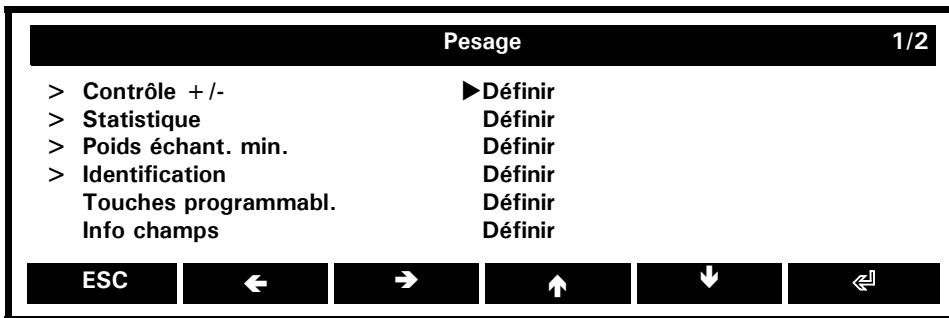 Pesage 1/2
> Contrôle +/- ▶Définir
> Statistique Définir
> Poids échant. min. Définir
> Identification Définir
Touches programmabl. Définir
Info champs Définir
ESC ← → ↑ ↓ ⏎